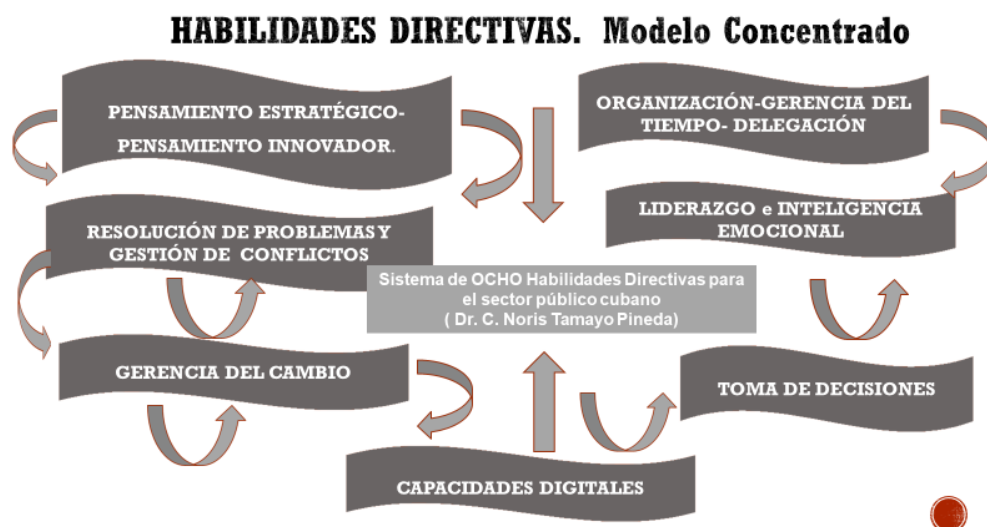 HABILIDADES DIRECTIVAS. Modelo Concentrado
PENSAMIENTO ESTRATÉGICO-
PENSAMIENTO INNOVADOR.
ORGANIZACIÓN-GERENCIA DEL
TIEMPO- DELEGACIÓN
RESOLUCIÓN DE PROBLEMAS Y
GESTIÓN DE CONFLICTOS
LIDERAZGO e INTELIGENCIA
EMOCIONAL
Sistema de OCHO Habilidades Directivas para
el sector público cubano
( Dr. C. Noris Tamayo Pineda)
GERENCIA DEL CAMBIO
TOMA DE DECISIONES
CAPACIDADES DIGITALES